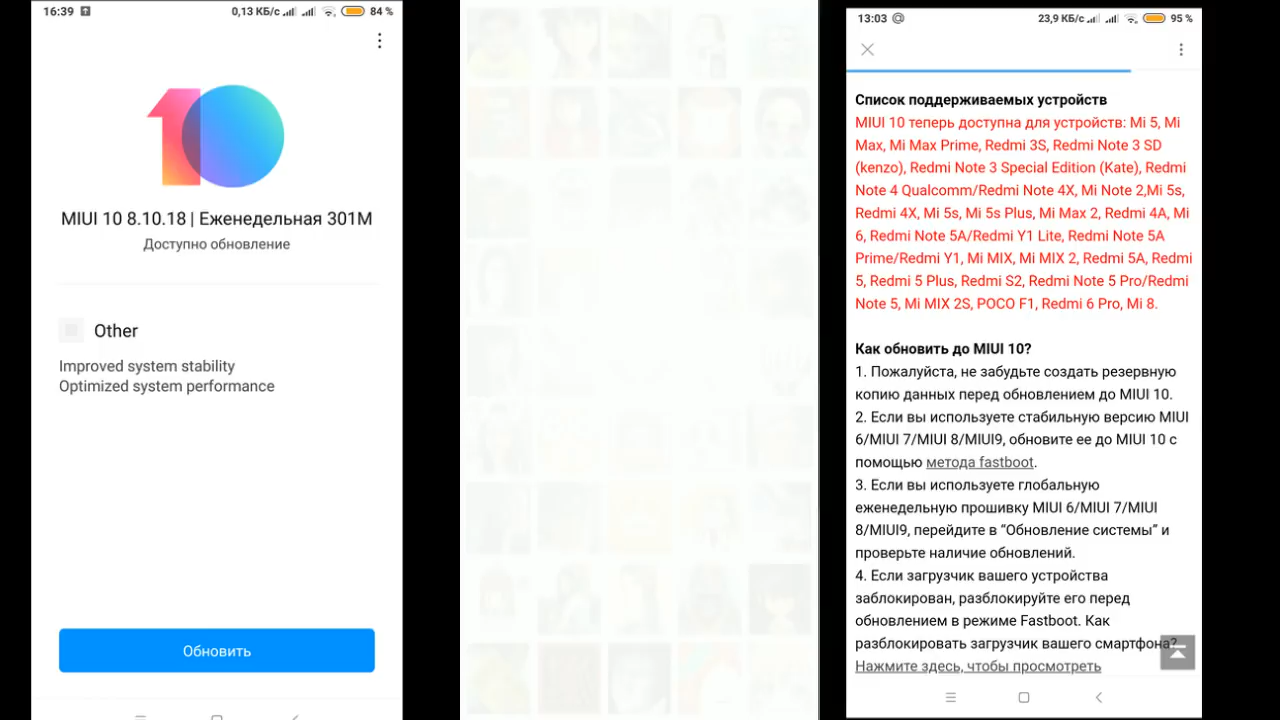 16:39
0,13 КБ/с
84 %
10
MIUI 10 8.10.18 | Еженедельная 301M
Доступно обновление
Other
Improved system stability
Optimized system performance
Обновить
13:03
23,9 КБ/с
95 %
Список поддерживаемых устройств
MIUI 10 теперь доступна для устройств: Mi 5, Mi
Max, Mi Max Prime, Redmi 3S, Redmi Note 3 SD
(kenzo), Redmi Note 3 Special Edition (Kate), Redmi
Note 4 Qualcomm/Redmi Note 4X, Mi Note 2,Mi 5s,
Redmi 4X, Mi 5s, Mi 5s Plus, Mi Max 2, Redmi 4A, Mi
6, Redmi Note 5A/Redmi Y1 Lite, Redmi Note 5A
Prime/Redmi Y1, Mi MIX, Mi MIX 2, Redmi 5A, Redmi
5, Redmi 5 Plus, Redmi S2, Redmi Note 5 Pro/Redmi
Note 5, Mi MIX 2S, POCO F1, Redmi 6 Pro, Mi 8.
Как обновить до MIUI 10?
1. Пожалуйста, не забудьте создать резервную
копию данных перед обновлением до MIUI 10.
2. Если вы используете стабильную версию MIUI
6/MIUI 7/MIUI 8/MIUI9, обновите ее до MIUI 10 с
помощью метода fastboot.
3. Если вы используете глобальную
еженедельную прошивку MIUI 6/MIUI 7/MIUI
8/MIUI9, перейдите в “Обновление системы” и
проверьте наличие обновлений.
4. Если загрузчик вашего устройства
заблокирован, разблокируйте его перед
обновлением в режиме Fastboot. Как
разблокировать загрузчик вашего смартфона?
Нажмите здесь, чтобы просмотреть